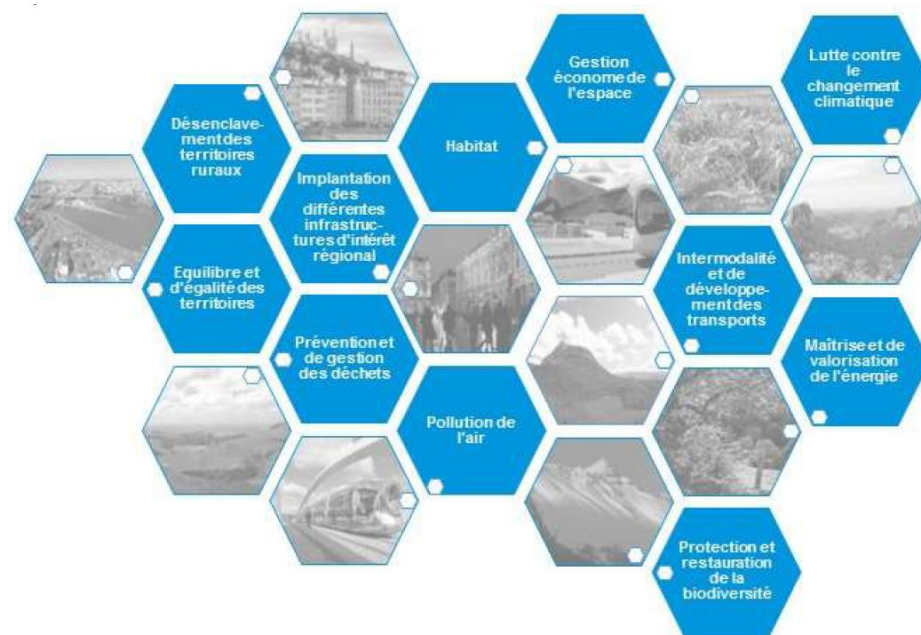 Gestion
économe de
l'espace
Lutte contre
le
changement
climatique
Désenclave-
ment des
territoires
ruraux
Habitat
Implantation
des
différentes
infrastruc-
tures d'intérêt
régional
Equilibre et
d'égalité des
territoires
Intermodalité
et de
développe-
ment des
transports
Prévention et
de gestion
des déchets
Maîtrise et de
valorisation
de l'énergie
Pollution de
l'air
Protection et
restauration
de la
biodiversité